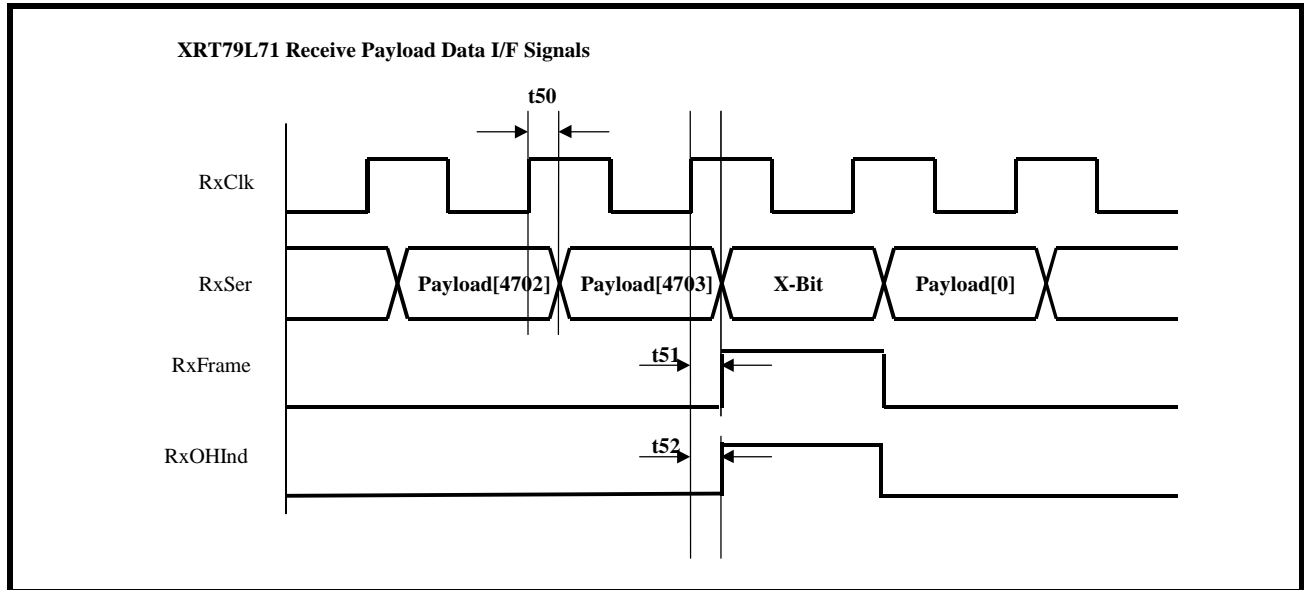 XRT79L71 Receive Payload Data I/F Signals
t50
RxClk
RxSer
Payload[4702]
Payload[4703]
X-Bit
Payload[0]
RxFrame
t51
RxOHInd
t52